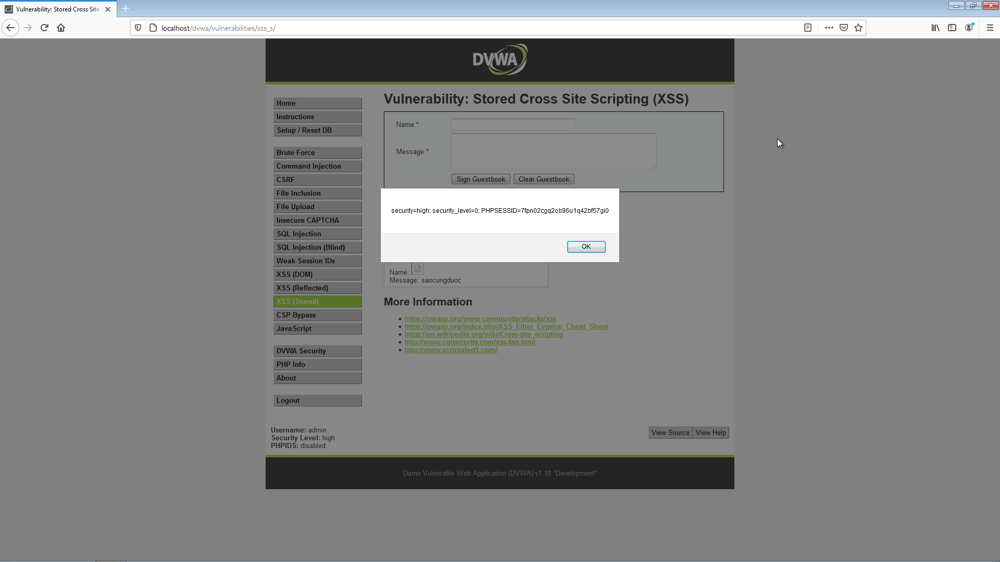 Vulnerability: Stored Cross Site
localhost/dvwa/vulnerabilities/xss_s/
DVWA
Home
Instructions
Setup / Reset DB
Brute Force
Command Injection
CSRF
File Inclusion
File Upload
Insecure CAPTCHA
SQL Injection
SQL Injection (Blind)
Weak Session IDs
XSS (DOM)
XSS (Reflected)
XSS (Stored)
CSP Bypass
JavaScript
DVWA Security
PHP Info
About
Logout
Vulnerability: Stored Cross Site Scripting (XSS)
Name *
Message *
Sign Guestbook Clear Guestbook
security=high; security_level=0; PHPSESSID=7fpn02cgq2ob96u1q42bf57gi0
OK
Name:
Message: saocungduoc
More Information
https://owasp.org/www-community/attacks/xss
https://owasp.org/index.php/XSS_Filter_Evasion_Cheat_Sheet
https://en.wikipedia.org/wiki/Cross-site_scripting
http://www.cgisecurity.com/xss-faq.html
http://www.scriptalert1.com/
Username: admin
Security Level: high
PHPIDS: disabled
View Source View Help
Damn Vulnerable Web Application (DVWA) v1.10 *Development*